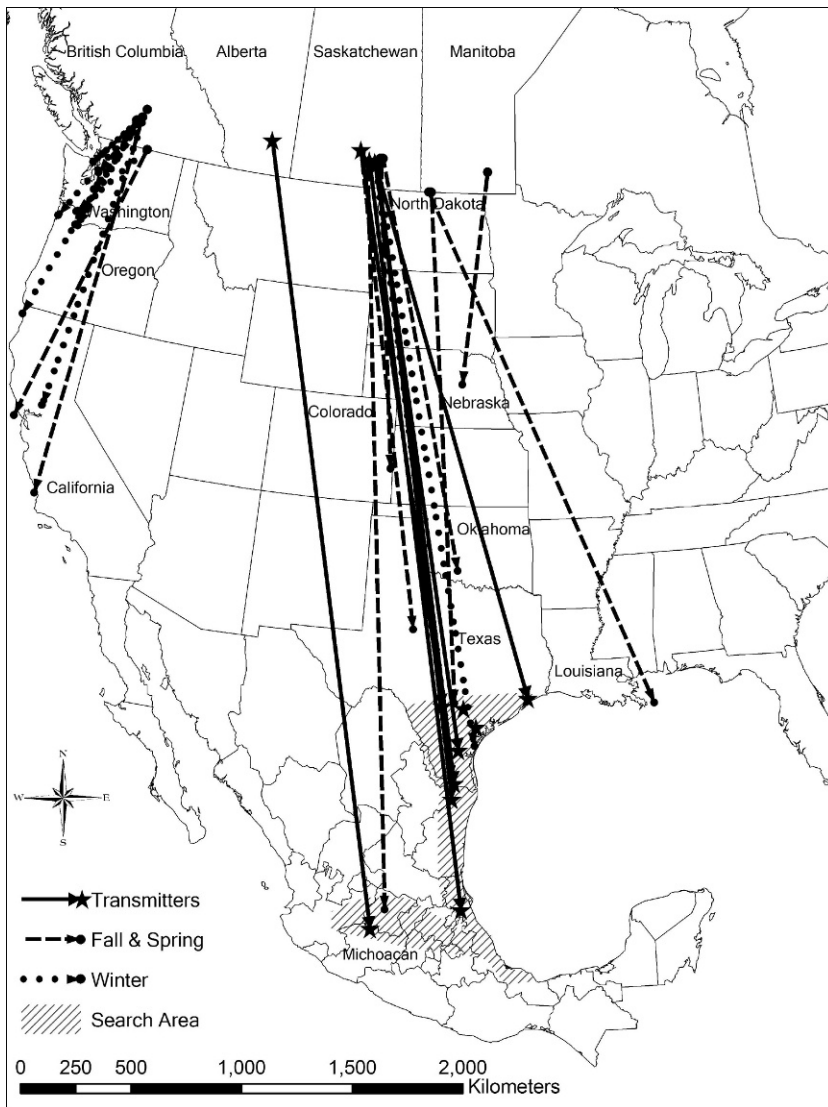 British Columbia Alberta Saskatchewan Manitoba
Washington
North Dakota
Oregon
Colorado
Nebraska
California
Oklahoma
Texas
Louisiana
N
W E
S
Transmitters
Fall & Spring
Winter
Search Area
Michoacán
0 250 500 1,000 1,500 2,000
Kilometers